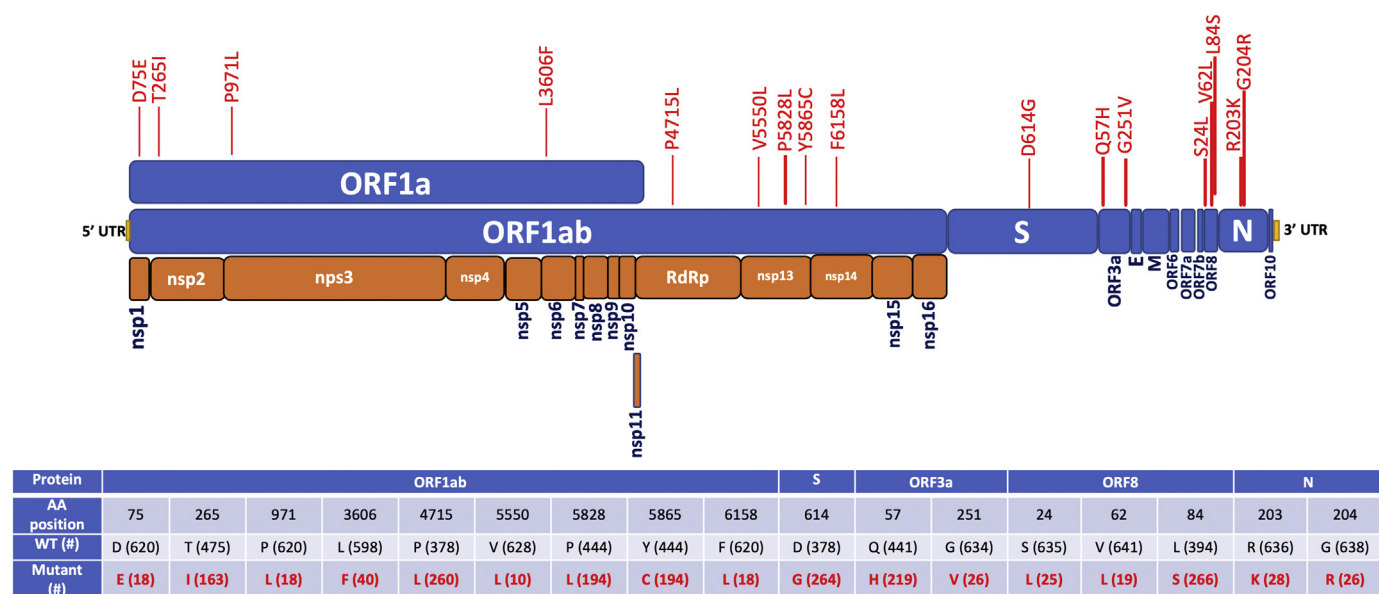 D75E
T265I
P971L
L3606F
P4715L
V5550L
P5828L
Y5865C
F6158L
D614G
Q57H
G251V
S24L
V62L
L84S
R203K
G204R
ORF1a
5’ UTR
ORF1ab
S
N
3’ UTR
nsp2
nps3
nsp4
RdRp
nsp13
nsp14
nsp1
nsp5
nsp6
nsp7
nsp8
nsp9
nsp10
nsp11
nsp15
nsp16
ORF3a
E
M
ORF6
ORF7a
ORF7b
ORF8
ORF10
Protein ORF1ab S ORF3a ORF8 N
AA position 75 265 971 3606 4715 5550 5828 5865 6158 614 57 251 24 62 84 203 204
WT (#) D (620) T (475) P (620) L (598) P (378) V (628) P (444) Y (444) F (620) D (378) Q (441) G (634) S (635) V (641) L (394) R (636) G (638)
Mutant (#) E (18) I (163) L (18) F (40) L (260) L (10) L (194) C (194) L (18) G (264) H (219) V (26) L (25) L (19) S (266) K (28) R (26)